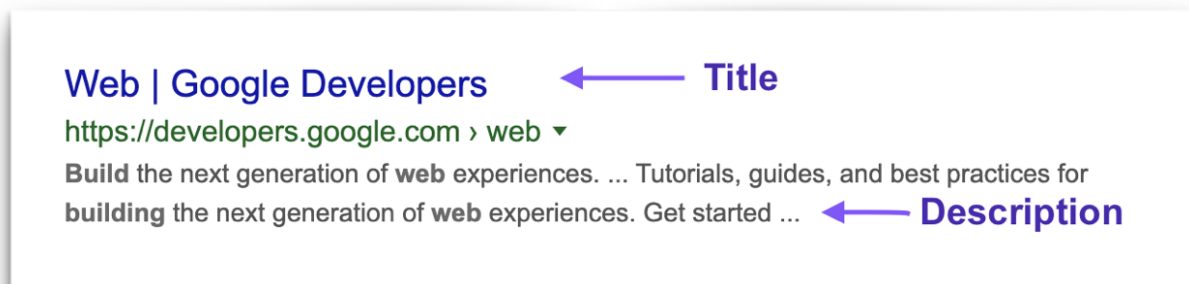 Web | Google Developers
Title
https://developers.google.com › web
Build the next generation of web experiences. ... Tutorials, guides, and best practices for
building the next generation of web experiences. Get started ...
Description